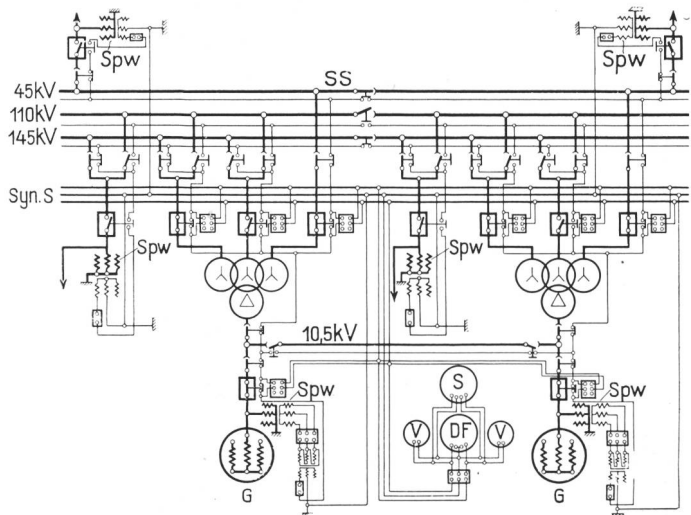 Spw
Spw
SS
45kV
110kV
145kV
Syn.S
Spw
Spw
10,5kV
Spw
Spw
S
V
DF
V
G
G